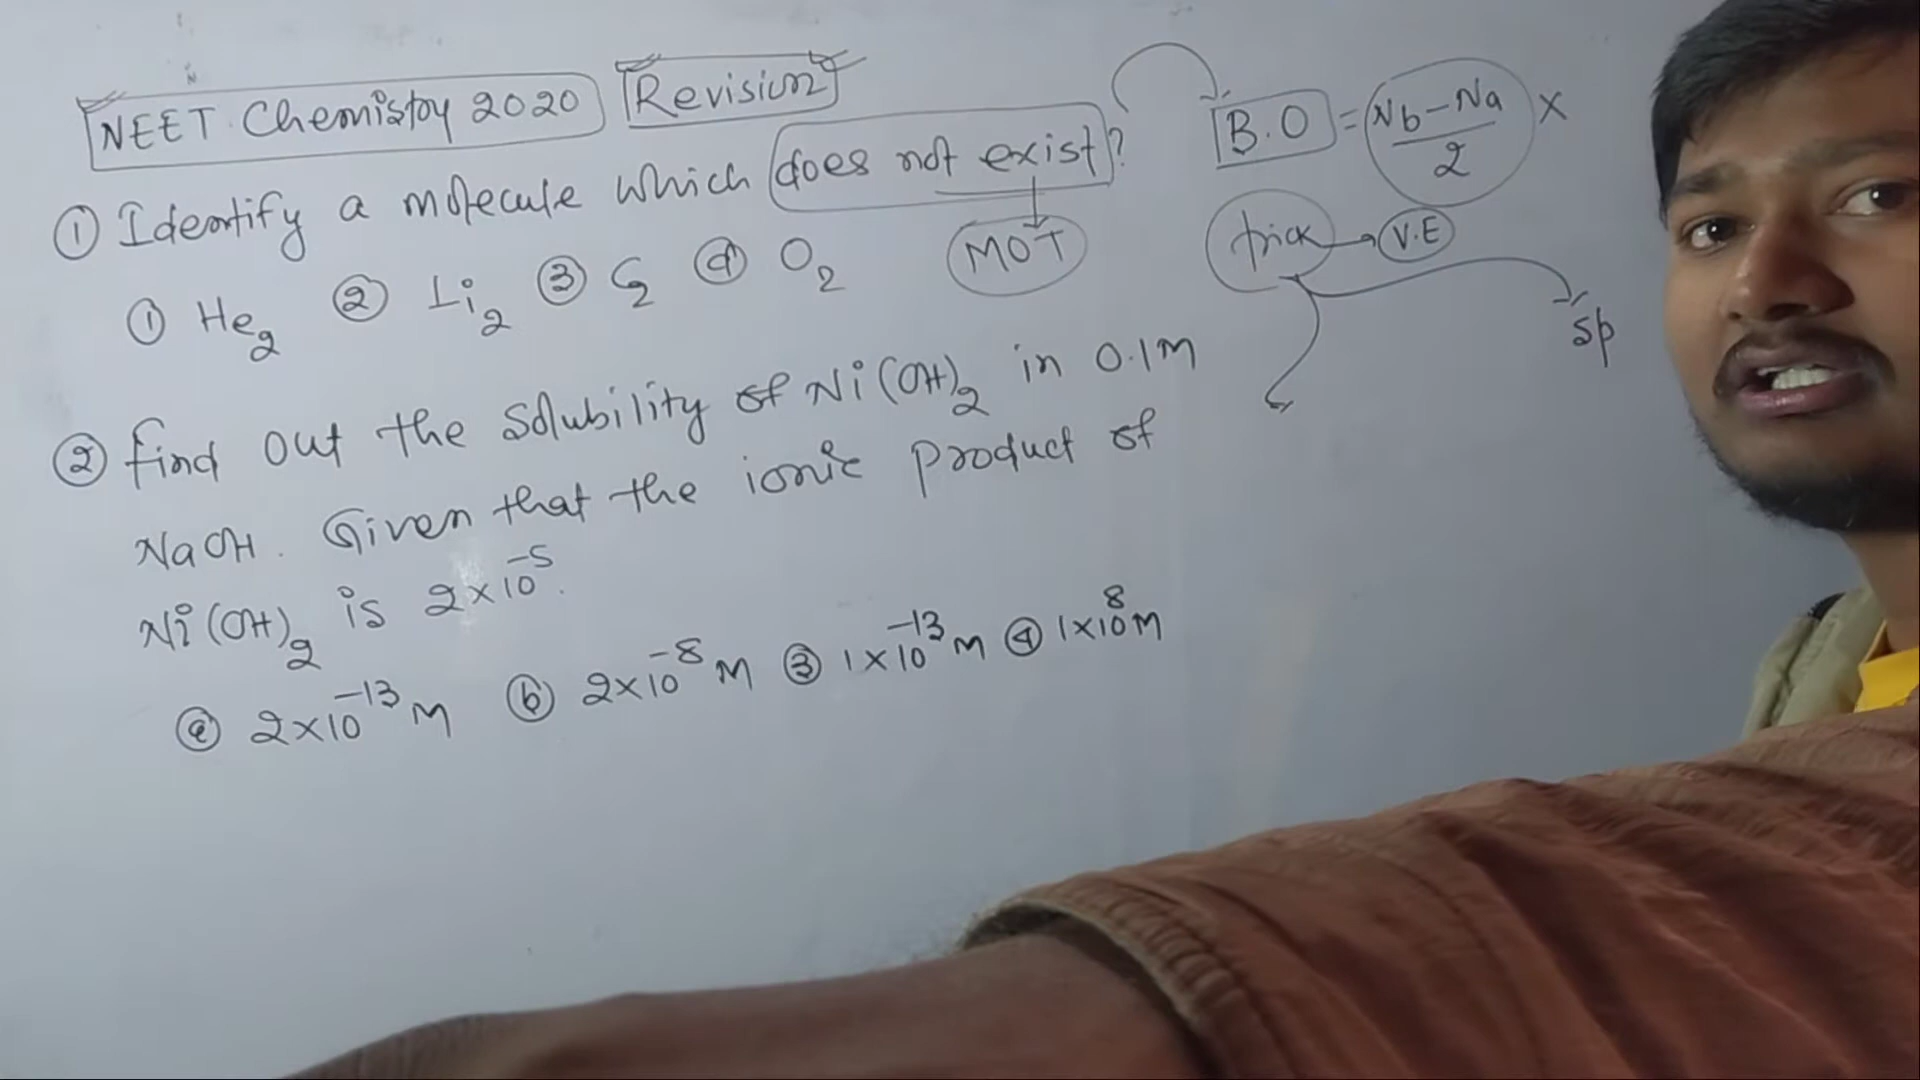 NEET Chemistry 2020 Revision
① Identify a molecule which does not exist?
MOT
① He2 ② Li2 ③ C2 ④ O2
② find out the Solubility of Ni(OH)2 in 0.1M
NaOH. Given that the ionic product of
Ni(OH)2 is 2×10^-5.
ⓐ 2×10^-13 M ⓑ 2×10^-8 M ③ 1×10^-13 M ④ 1×10^8 M
B.O = Nb-Na/2 ×
trick → V.E
sp